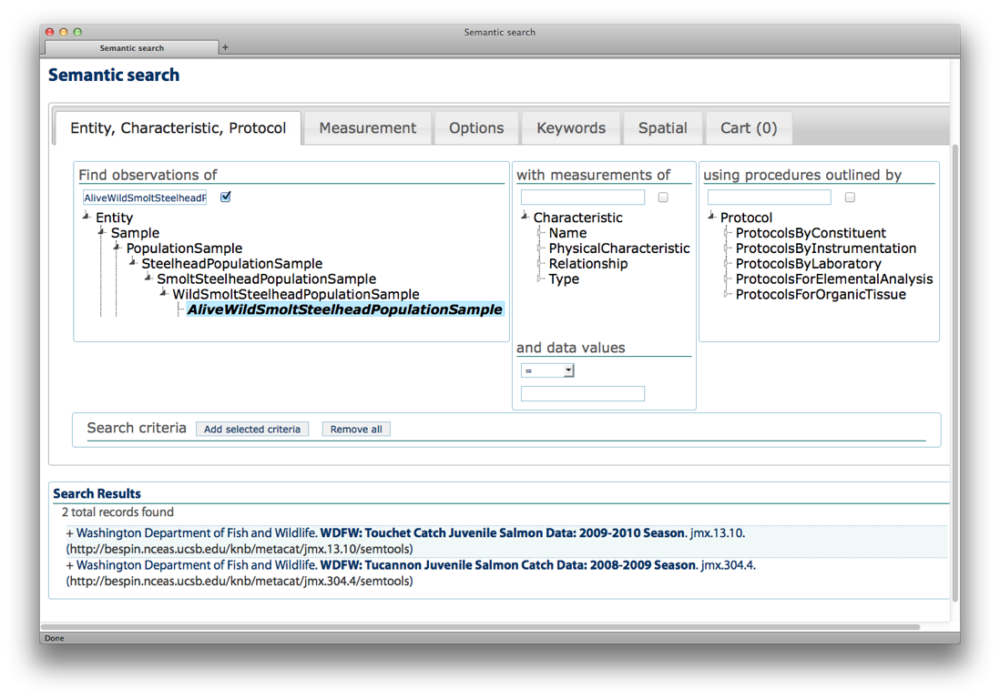 Semantic search
Semantic search
+
Semantic search
Entity, Characteristic, Protocol
Measurement
Options
Keywords
Spatial
Cart (0)
Find observations of
AliveWildSmoltSteelheadP
Entity
Sample
PopulationSample
SteelheadPopulationSample
SmoltSteelheadPopulationSample
WildSmoltSteelheadPopulationSample
AliveWildSmoltSteelheadPopulationSample
with measurements of
Characteristic
Name
PhysicalCharacteristic
Relationship
Type
and data values
=
using procedures outlined by
Protocol
ProtocolsByConstituent
ProtocolsByInstrumentation
ProtocolsByLaboratory
ProtocolsForElementalAnalysis
ProtocolsForOrganicTissue
Search criteria
Add selected criteria
Remove all
Search Results
2 total records found
+ Washington Department of Fish and Wildlife. WDFW: Touchet Catch Juvenile Salmon Data: 2009-2010 Season. jmx.13.10.
(http://bespin.nceas.ucsb.edu/knb/metacat/jmx.13.10/semtools)
+ Washington Department of Fish and Wildlife. WDFW: Tucannon Juvenile Salmon Catch Data: 2008-2009 Season. jmx.304.4.
(http://bespin.nceas.ucsb.edu/knb/metacat/jmx.304.4/semtools)
Done